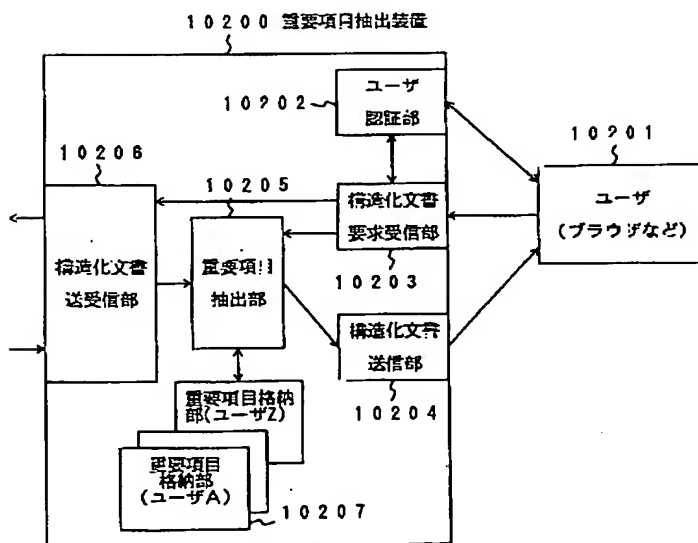 10200 重要項目抽出装置
ユーザ
認証部
10202
10201
ユーザ
(ブラウザなど)
10206
10205
構造化文書
要求受信部
10203
構造化文書
送受信部
重要項目
抽出部
構造化文書
送信部
10204
重要項目格納
部(ユーザZ)
重要項目
格納部
(ユーザA)
10207